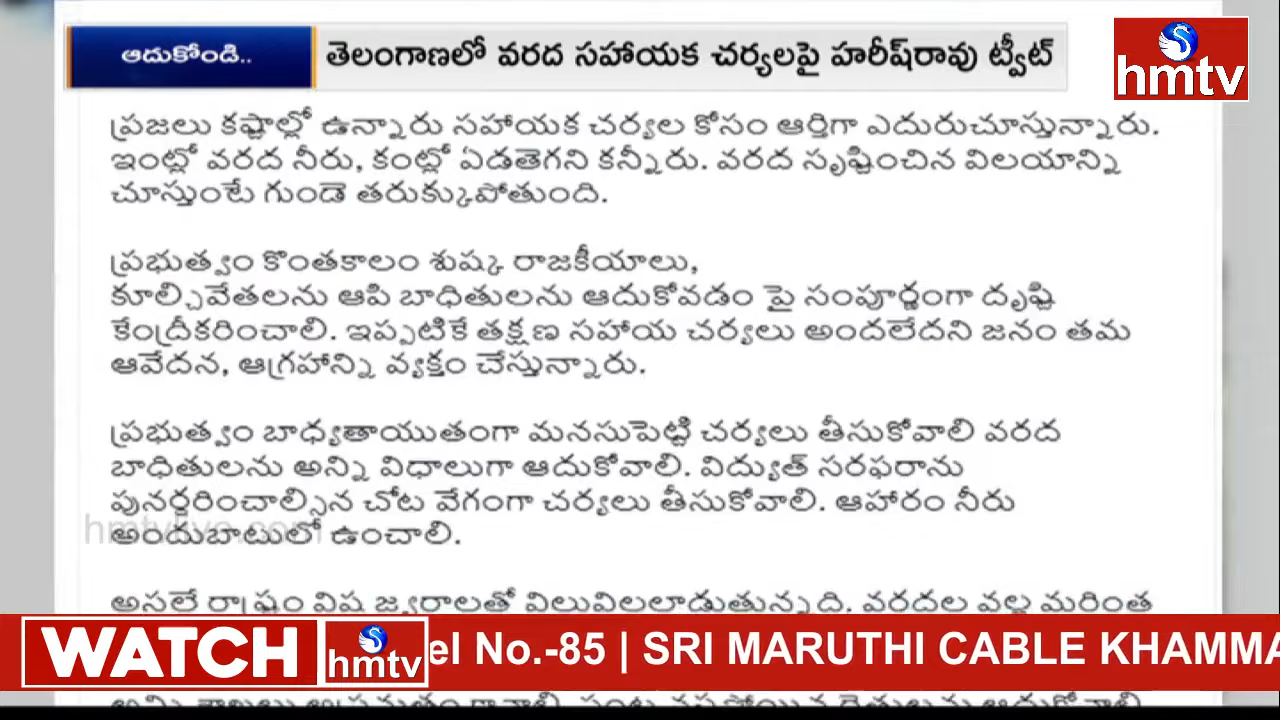 ఆదుకోండి..
తెలంగాణలో వరద సహాయక చర్యలపై హరీష్‌రావు ట్వీట్
hmtv
ప్రజలు కష్టాల్లో ఉన్నారు సహాయక చర్యల కోసం ఆర్తిగా ఎదురుచూస్తున్నారు.
ఇంట్లో వరద నీరు, కంట్లో ఏడతెగని కన్నీరు. వరద సృష్టించిన విలయాన్ని
చూస్తుంటే గుండె తరుక్కుపోతుంది.
ప్రభుత్వం కొంతకాలం శుష్క రాజకీయాలు,
కూల్చివేతలను ఆపి బాధితులను ఆదుకోవడం పై సంపూర్ణంగా దృష్టి
కేంద్రీకరించాలి. ఇప్పటికే తక్షణ సహాయ చర్యలు అందలేదని జనం తమ
ఆవేదన, ఆగ్రహాన్ని వ్యక్తం చేస్తున్నారు.
ప్రభుత్వం బాధ్యతాయుతంగా మనసుపెట్టి చర్యలు తీసుకోవాలి వరద
బాధితులను అన్ని విధాలుగా ఆదుకోవాలి. విద్యుత్ సరఫరాను
పునర్ధరించాల్సిన చోట వేగంగా చర్యలు తీసుకోవాలి. ఆహారం నీరు
అందుబాటులో ఉంచాలి.
hmtvlive.com
అసలే రాష్ట్రం విష జ్వరాలతో విలువిలలాడుతున్నది. వరదల వల్ల మరింత
WATCH hmtv el No.-85 | SRI MARUTHI CABLE KHAMMA